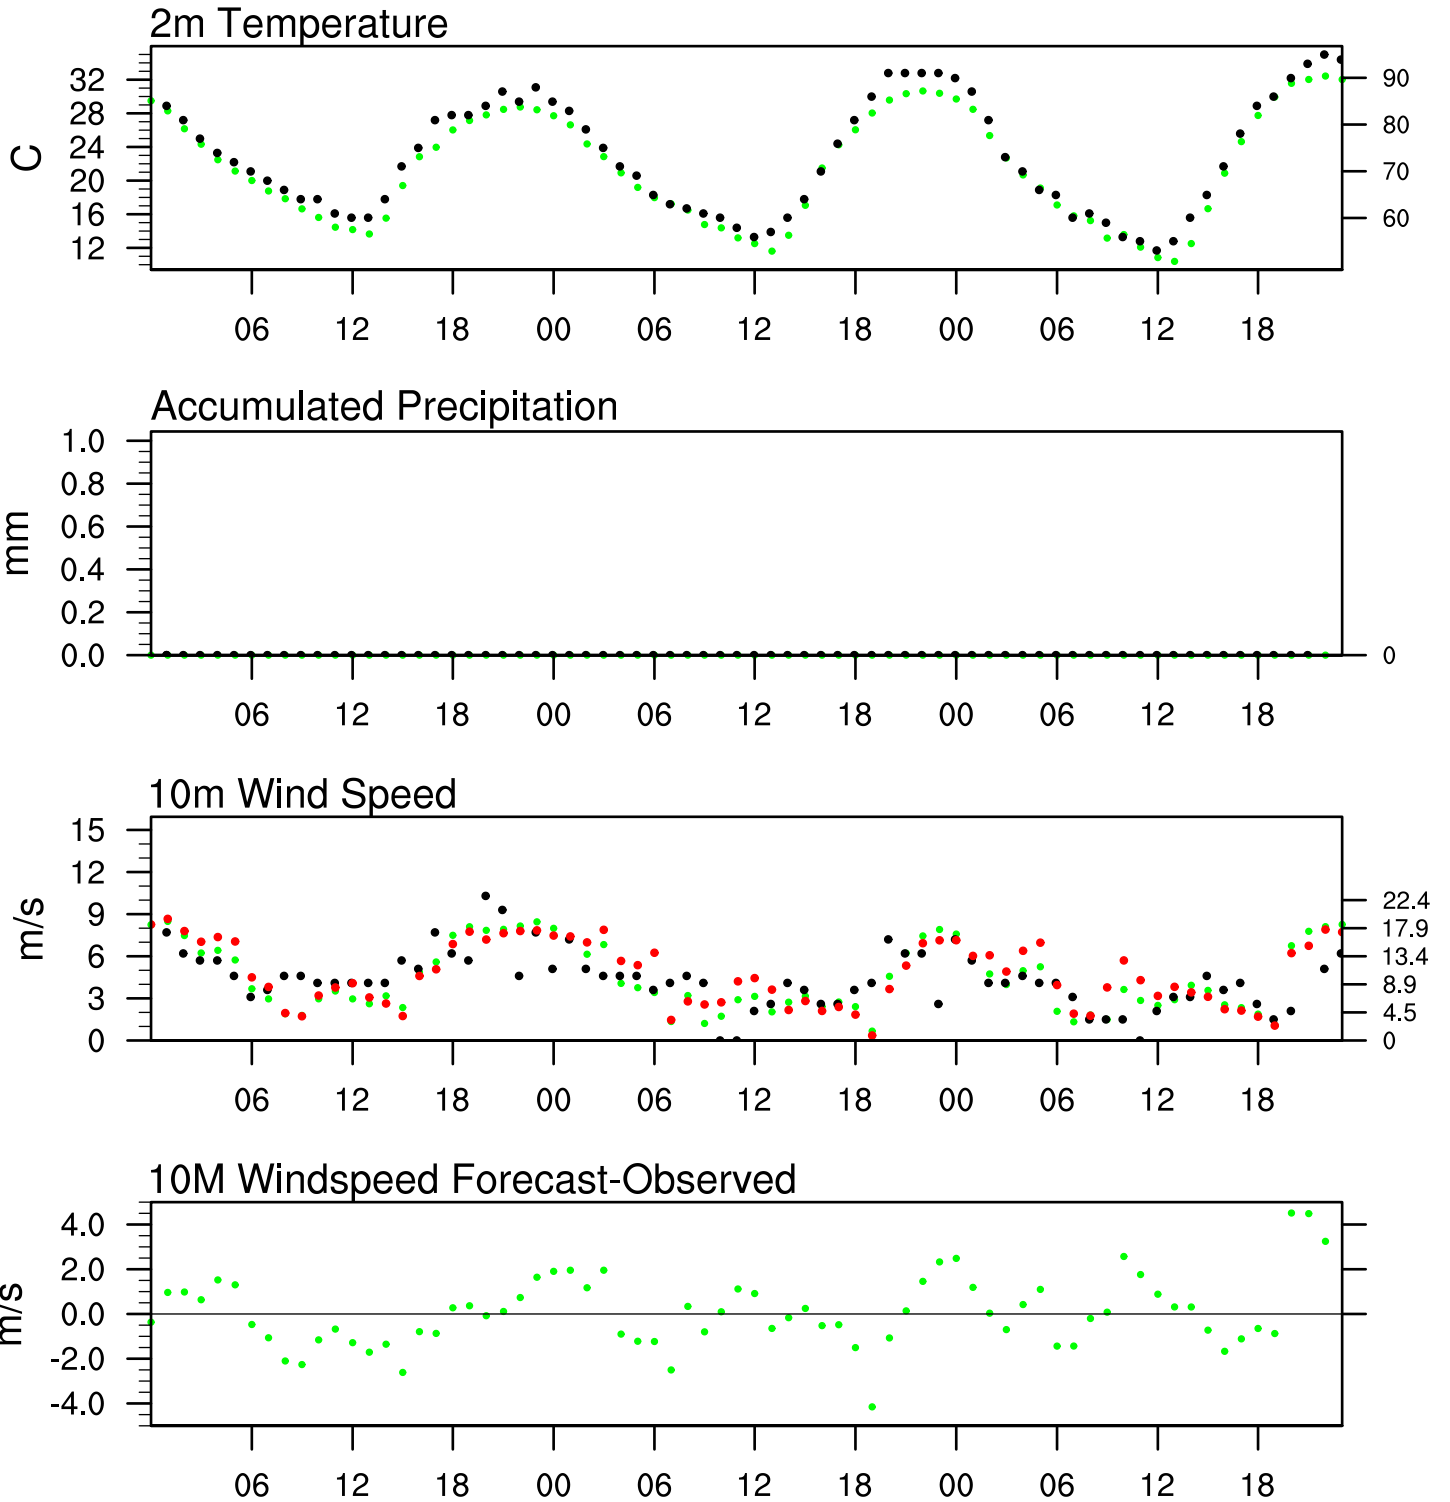 2m Temperature
32
28
24
20
16
12
C
90
80
70
60
06 12 18 00 06 12 18 00 06 12 18
Accumulated Precipitation
1.0
0.8
0.6
0.4
0.2
0.0
mm
0
06 12 18 00 06 12 18 00 06 12 18
10m Wind Speed
15
12
9
6
3
0
m/s
22.4
17.9
13.4
8.9
4.5
0
06 12 18 00 06 12 18 00 06 12 18
10M Windspeed Forecast-Observed
4.0
2.0
0.0
-2.0
-4.0
m/s
06 12 18 00 06 12 18 00 06 12 18